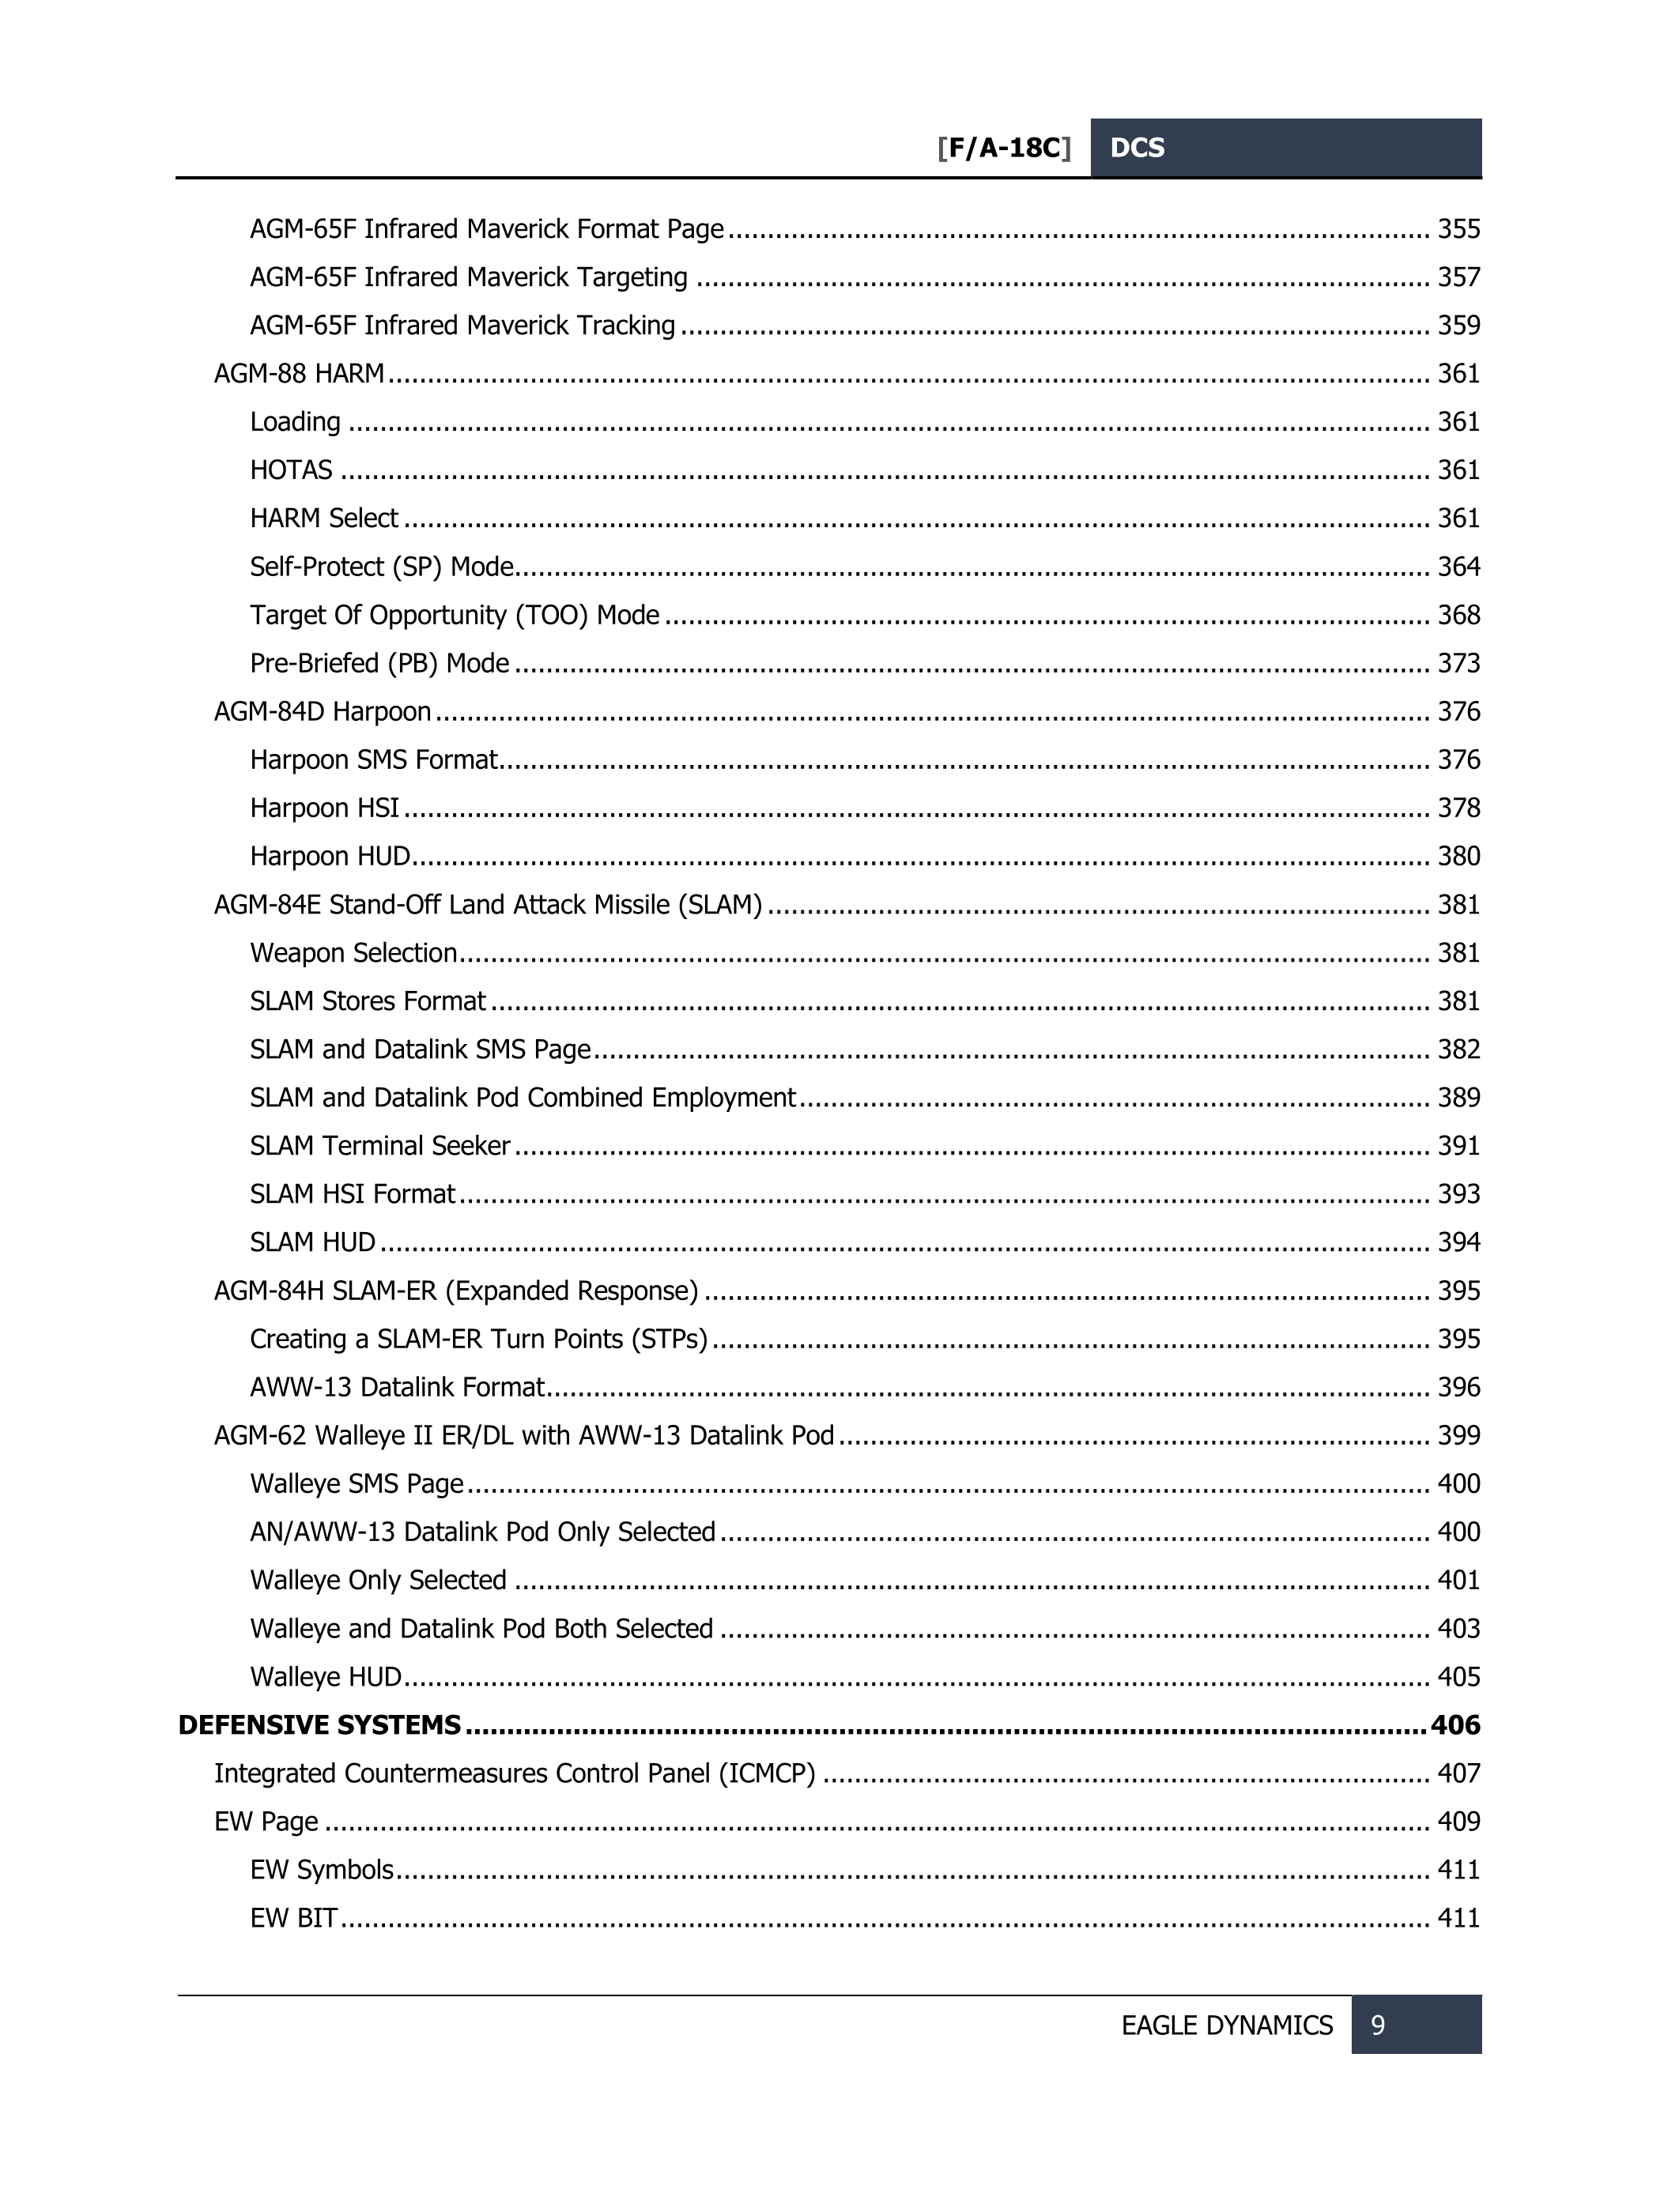 [F/A-18C] DCS
AGM-65F Infrared Maverick Format Page ........ 355
AGM-65F Infrared Maverick Targeting ........ 357
AGM-65F Infrared Maverick Tracking ........ 359
AGM-88 HARM ........ 361
Loading ........ 361
HOTAS ........ 361
HARM Select ........ 361
Self-Protect (SP) Mode ........ 364
Target Of Opportunity (TOO) Mode ........ 368
Pre-Briefed (PB) Mode ........ 373
AGM-84D Harpoon ........ 376
Harpoon SMS Format ........ 376
Harpoon HSI ........ 378
Harpoon HUD ........ 380
AGM-84E Stand-Off Land Attack Missile (SLAM) ........ 381
Weapon Selection ........ 381
SLAM Stores Format ........ 381
SLAM and Datalink SMS Page ........ 382
SLAM and Datalink Pod Combined Employment ........ 389
SLAM Terminal Seeker ........ 391
SLAM HSI Format ........ 393
SLAM HUD ........ 394
AGM-84H SLAM-ER (Expanded Response) ........ 395
Creating a SLAM-ER Turn Points (STPs) ........ 395
AWW-13 Datalink Format ........ 396
AGM-62 Walleye II ER/DL with AWW-13 Datalink Pod ........ 399
Walleye SMS Page ........ 400
AN/AWW-13 Datalink Pod Only Selected ........ 400
Walleye Only Selected ........ 401
Walleye and Datalink Pod Both Selected ........ 403
Walleye HUD ........ 405
DEFENSIVE SYSTEMS ........ 406
Integrated Countermeasures Control Panel (ICMCP) ........ 407
EW Page ........ 409
EW Symbols ........ 411
EW BIT ........ 411
EAGLE DYNAMICS 9